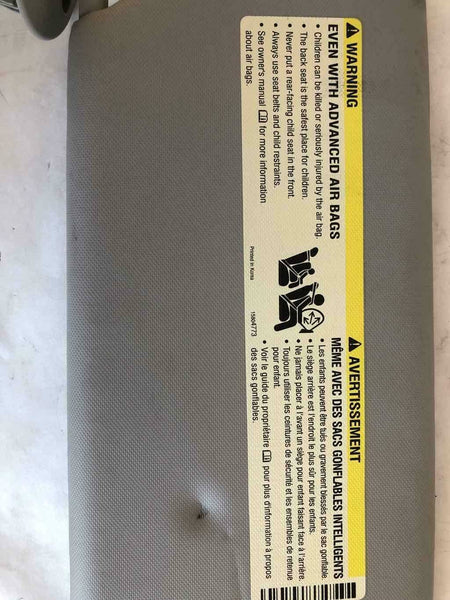 WARNING
EVEN WITH ADVANCED AIR BAGS
• Children can be killed or seriously injured by the air bag.
• The back seat is the safest place for children.
• Never put a rear-facing child seat in the front.
• Always use seat belts and child restraints.
• See owner's manual for more information
about air bags.
Printed in Korea
15904773
AVERTISSEMENT
MÊME AVEC DES SACS GONFLABLES INTELLIGENTS
• Les enfants peuvent être tués ou gravement blessés par le sac gonflable.
• Le siège arrière est l'endroit le plus sûr pour les enfants.
• Ne jamais placer à l'avant un siège pour enfant faisant face à l'arrière.
• Toujours utiliser les ceintures de sécurité et les ensembles de retenue
pour enfant.
• Voir le guide du propriétaire pour plus d'information à propos
des sacs gonflables.